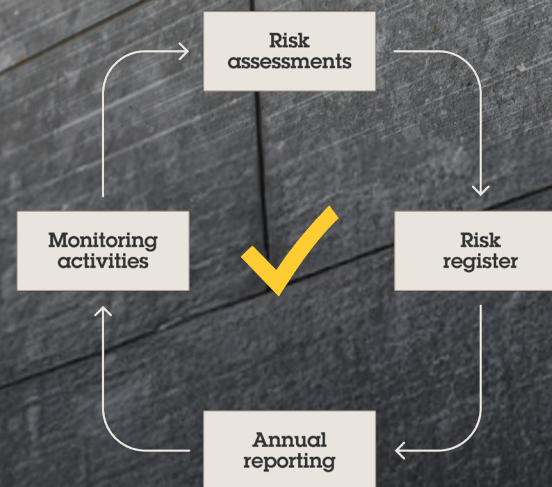 Risk
assessments
Monitoring
activities
Risk
register
Annual
reporting